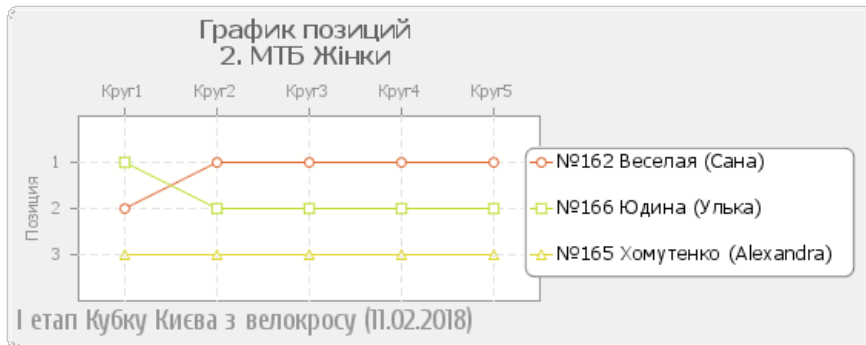 График позиций
2. МТБ Жінки
Круг1 Круг2 Круг3 Круг4 Круг5
Позиция
1
2
3
№162 Веселая (Сана)
№166 Юдина (Улька)
№165 Хомутенко (Alexandra)
І етап Кубку Києва з велокросу (11.02.2018)